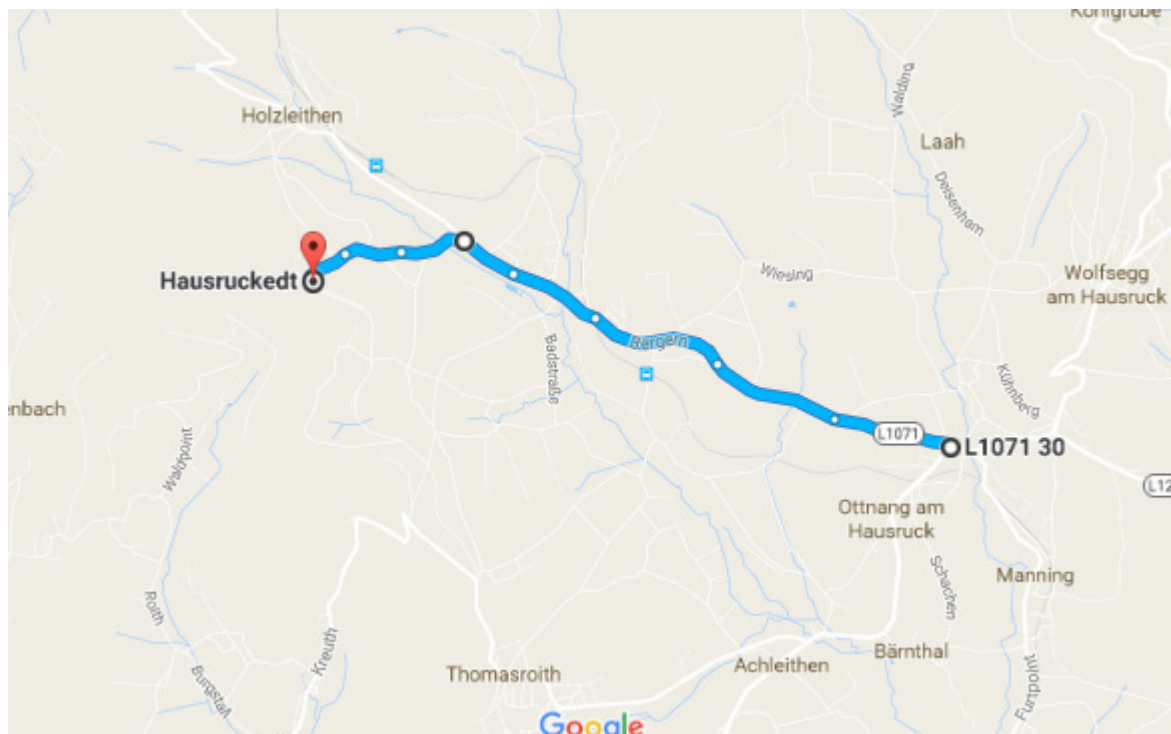 Königrube
Holzleithen
Walding
Laah
Deisenham
Hausruckedt
Wiesing
Wolfsegg
am Hausruck
Bergern
Badstraße
Kühnberg
enbach
L1071
L1071 30
Waldpoint
L12
Ottnang am
Hausruck
Schachen
Manning
Roith
Kreuth
Thomasroith
Achleithen
Bärnthal
Burgstall
Furtpoint
Google